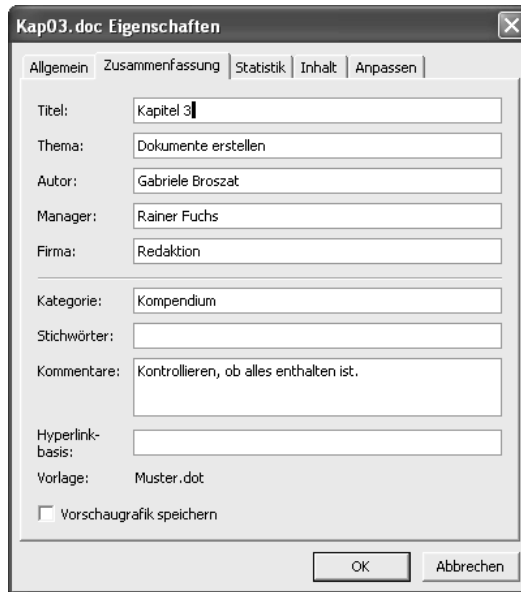 Kap03.doc Eigenschaften
Allgemein Zusammenfassung Statistik Inhalt Anpassen
Titel: Kapitel 3
Thema: Dokumente erstellen
Autor: Gabriele Broszat
Manager: Rainer Fuchs
Firma: Redaktion
Kategorie: Kompendium
Stichwörter:
Kommentare: Kontrollieren, ob alles enthalten ist.
Hyperlink-
basis:
Vorlage: Muster.dot
Vorschaugrafik speichern
OK Abbrechen